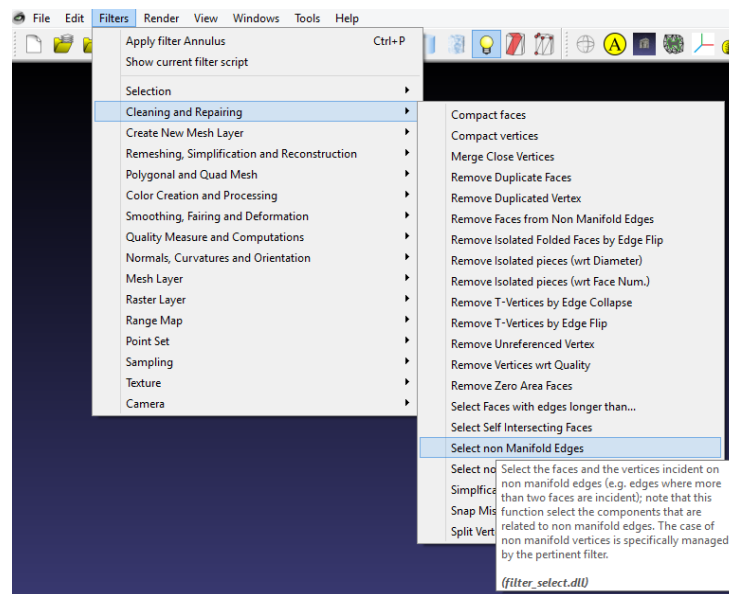 File Edit Filters Render View Windows Tools Help
Apply filter Annulus Ctrl+P
Show current filter script
Selection
Cleaning and Repairing
Create New Mesh Layer
Remeshing, Simplification and Reconstruction
Polygonal and Quad Mesh
Color Creation and Processing
Smoothing, Fairing and Deformation
Quality Measure and Computations
Normals, Curvatures and Orientation
Mesh Layer
Raster Layer
Range Map
Point Set
Sampling
Texture
Camera
Compact faces
Compact vertices
Merge Close Vertices
Remove Duplicate Faces
Remove Duplicated Vertex
Remove Faces from Non Manifold Edges
Remove Isolated Folded Faces by Edge Flip
Remove Isolated pieces (wrt Diameter)
Remove Isolated pieces (wrt Face Num.)
Remove T-Vertices by Edge Collapse
Remove T-Vertices by Edge Flip
Remove Unreferenced Vertex
Remove Vertices wrt Quality
Remove Zero Area Faces
Select Faces with edges longer than...
Select Self Intersecting Faces
Select non Manifold Edges
Select no
Simplfica
Snap Mis
Split Vert
Select the faces and the vertices incident on
non manifold edges (e.g. edges where more
than two faces are incident); note that this
function select the components that are
related to non manifold edges. The case of
non manifold vertices is specifically managed
by the pertinent filter.
(filter_select.dll)
A